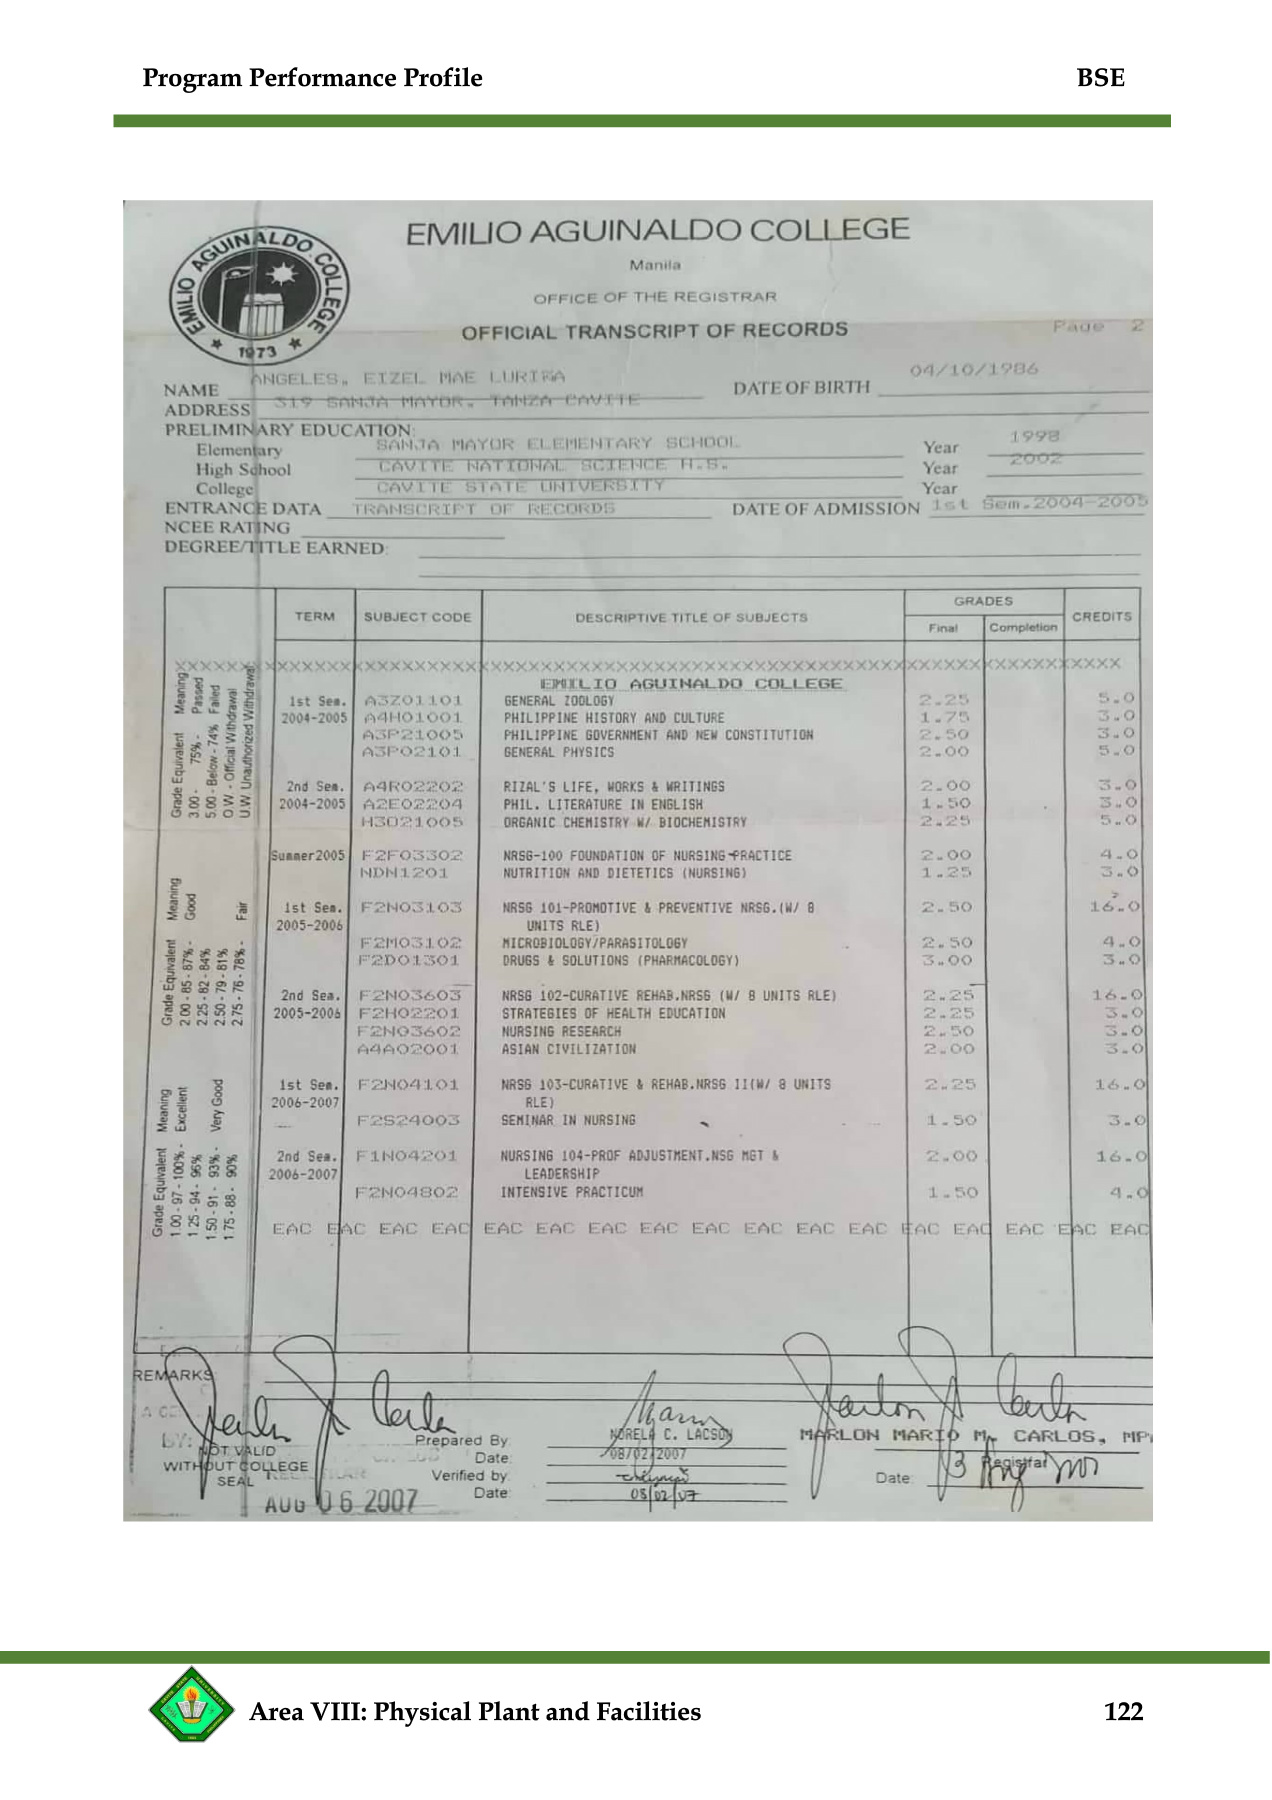 Program Performance Profile BSE
EMILIO AGUINALDO COLLEGE
Manila
OFFICE OF THE REGISTRAR
OFFICIAL TRANSCRIPT OF RECORDS
Page 2
EMILIO AGUINALDO COLLEGE
1973
NAME ANGELES, EIZEL MAE LURIÑA DATE OF BIRTH 04/10/1986
ADDRESS 319 SANJA MAYOR, TANZA CAVITE
PRELIMINARY EDUCATION:
Elementary SANJA MAYOR ELEMENTARY SCHOOL Year 1998
High School CAVITE NATIONAL SCIENCE H.S. Year 2002
College CAVITE STATE UNIVERSITY Year
ENTRANCE DATA TRANSCRIPT OF RECORDS DATE OF ADMISSION 1st Sem.2004-2005
NCEE RATING
DEGREE/TITLE EARNED:
TERM SUBJECT CODE DESCRIPTIVE TITLE OF SUBJECTS GRADES CREDITS
Final Completion
EMILIO AGUINALDO COLLEGE
1st Sem. A3Z01101 GENERAL ZOOLOGY 2.25 5.0
2004-2005 A4H01001 PHILIPPINE HISTORY AND CULTURE 1.75 3.0
A3P21005 PHILIPPINE GOVERNMENT AND NEW CONSTITUTION 2.50 3.0
A3P02101 GENERAL PHYSICS 2.00 5.0
2nd Sem. A4R02202 RIZAL'S LIFE, WORKS & WRITINGS 2.00 3.0
2004-2005 A2E02204 PHIL. LITERATURE IN ENGLISH 1.50 3.0
H3O21005 ORGANIC CHEMISTRY W/ BIOCHEMISTRY 2.25 5.0
Summer2005 F2F03302 NRSG-100 FOUNDATION OF NURSING PRACTICE 2.00 4.0
NDN1201 NUTRITION AND DIETETICS (NURSING) 1.25 3.0
1st Sem. F2N03103 NRSG 101-PROMOTIVE & PREVENTIVE NRSG.(W/ 8 2.50 16.0
2005-2006 UNITS RLE)
F2M03102 MICROBIOLOGY/PARASITOLOGY 2.50 4.0
F2D01301 DRUGS & SOLUTIONS (PHARMACOLOGY) 3.00 3.0
2nd Sem. F2N03603 NRSG 102-CURATIVE REHAB.NRSG (W/ 8 UNITS RLE) 2.25 16.0
2005-2006 F2H02201 STRATEGIES OF HEALTH EDUCATION 2.25 3.0
F2N03602 NURSING RESEARCH 2.50 3.0
A4A02001 ASIAN CIVILIZATION 2.00 3.0
1st Sem. F2N04101 NRSG 103-CURATIVE & REHAB.NRSG II(W/ 8 UNITS 2.25 16.0
2006-2007 RLE)
F2S24003 SEMINAR IN NURSING 1.50 3.0
2nd Sem. F1N04201 NURSING 104-PROF ADJUSTMENT.NSG MGT & 2.00 16.0
2006-2007 LEADERSHIP
F2N04802 INTENSIVE PRACTICUM 1.50 4.0
EAC EAC EAC EAC EAC EAC EAC EAC EAC EAC EAC EAC EAC EAC EAC EAC EAC
Grade Equivalent Meaning
3.00 - 75% - Passed
5.00 - Below - 74% Failed
O.W. - Official Withdrawal
U.W. Unauthorized Withdrawal
Grade Equivalent Meaning
2.00 - 85 - 87% - Good
2.25 - 82 - 84%
2.50 - 79 - 81%
2.75 - 76 - 78% - Fair
Grade Equivalent Meaning
1.00 - 97 - 100% - Excellent
1.25 - 94 - 96%
1.50 - 91 - 93% - Very Good
1.75 - 88 - 90%
REMARKS:
BY:
NOT VALID
WITHOUT COLLEGE
SEAL
AUG 06 2007
Prepared By: NORELA C. LACSON
Date: 08/02/2007
Verified by:
Date: 08/02/07
MARLON MARIO M. CARLOS, MP
Registrar
Date:
Area VIII: Physical Plant and Facilities 122